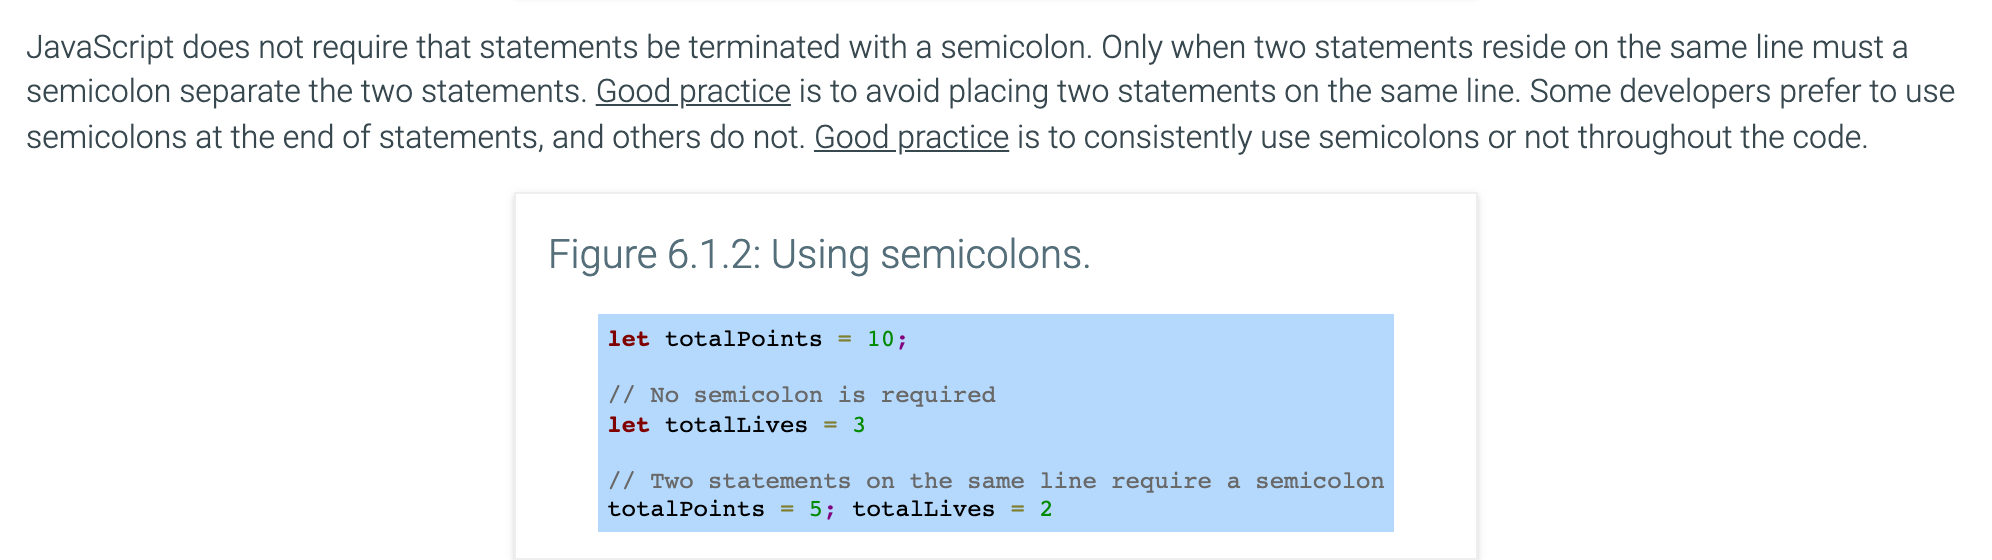 JavaScript does not require that statements be terminated with a semicolon. Only when two statements reside on the same line must a
semicolon separate the two statements. Good practice is to avoid placing two statements on the same line. Some developers prefer to use
semicolons at the end of statements, and others do not. Good practice is to consistently use semicolons or not throughout the code.
Figure 6.1.2: Using semicolons.
let totalPoints = 10;
// No semicolon is required
let totalLives = 3
// Two statements on the same line require a semicolon
totalPoints = 5; totalLives = 2